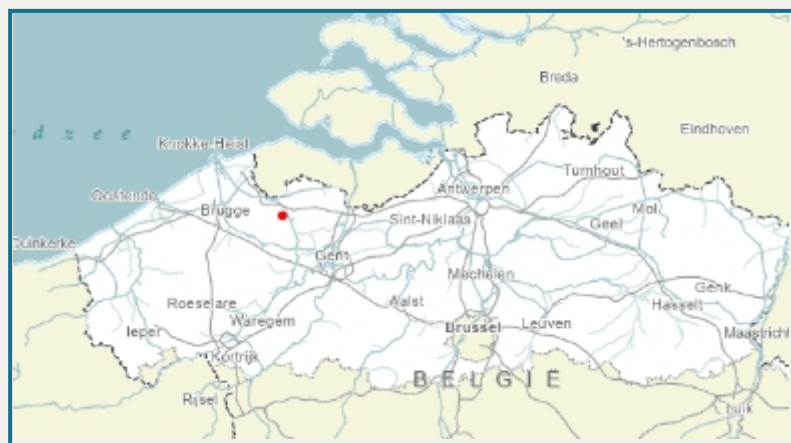 's-Hertogenbosch
Breda
Eindhoven
d z e e
Knokke-Heist
Turnhout
Antwerpen
Oostende
Mol
Brugge
Sint-Niklaas
Geel
Duinkerke
Gent
Mechelen
Genk
Aalst
Hasselt
Roeselare
Waregem
Brussel
Leuven
Ieper
Maastricht
Kortrijk
BELGIË
Rijsel
Luik